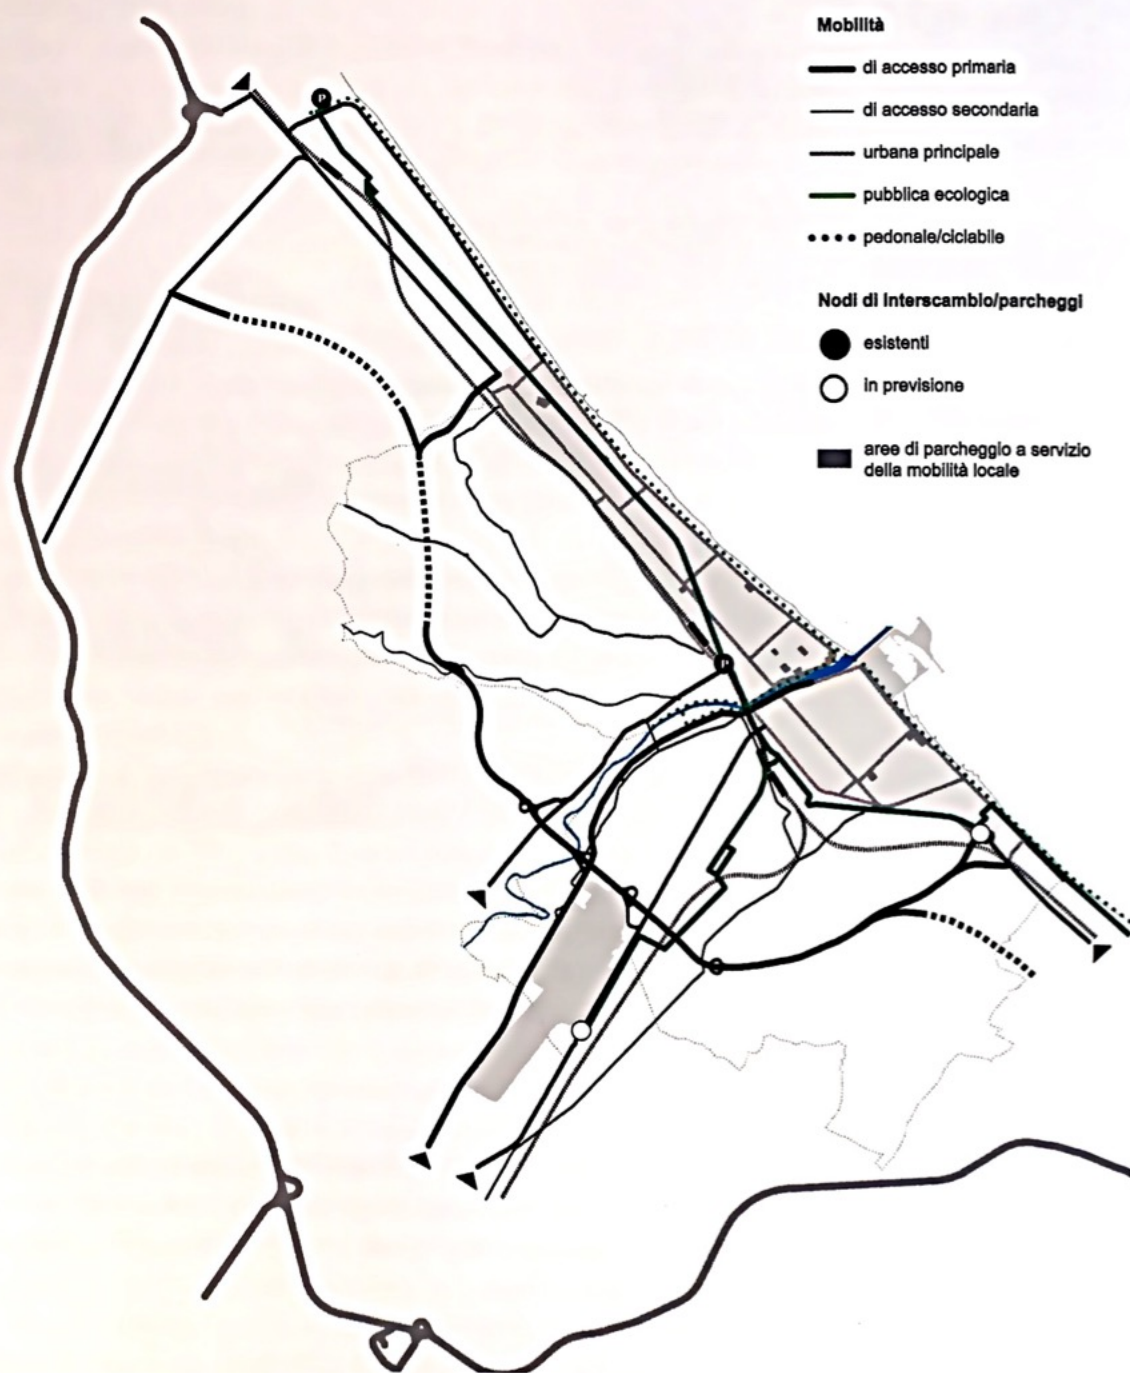 Mobilità
di accesso primaria
di accesso secondaria
urbana principale
pubblica ecologica
pedonale/ciclabile
Nodi di interscambio/parcheggi
esistenti
in previsione
aree di parcheggio a servizio
della mobilità locale
P
P